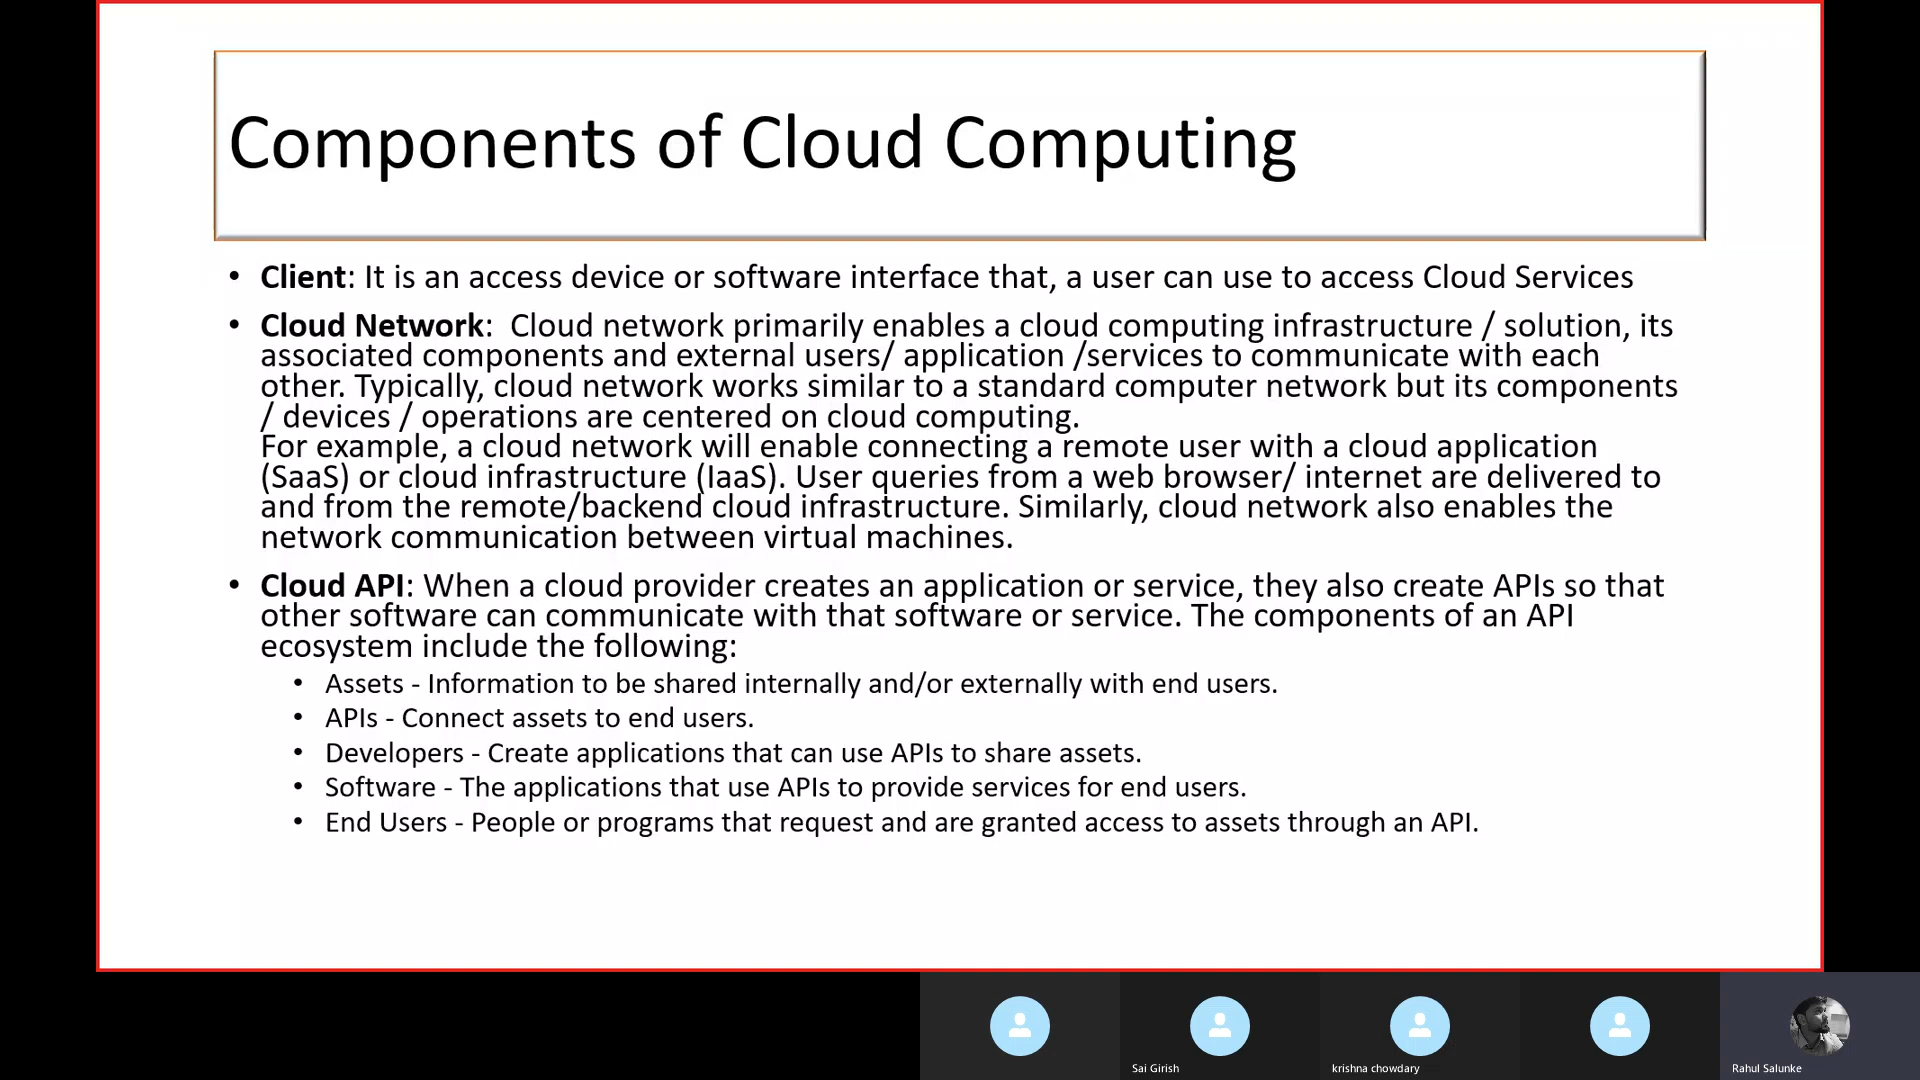 Components of Cloud Computing
• Client: It is an access device or software interface that, a user can use to access Cloud Services
• Cloud Network:  Cloud network primarily enables a cloud computing infrastructure / solution, its
associated components and external users/ application /services to communicate with each
other. Typically, cloud network works similar to a standard computer network but its components
/ devices / operations are centered on cloud computing.
For example, a cloud network will enable connecting a remote user with a cloud application
(SaaS) or cloud infrastructure (IaaS). User queries from a web browser/ internet are delivered to
and from the remote/backend cloud infrastructure. Similarly, cloud network also enables the
network communication between virtual machines.
• Cloud API: When a cloud provider creates an application or service, they also create APIs so that
other software can communicate with that software or service. The components of an API
ecosystem include the following:
• Assets - Information to be shared internally and/or externally with end users.
• APIs - Connect assets to end users.
• Developers - Create applications that can use APIs to share assets.
• Software - The applications that use APIs to provide services for end users.
• End Users - People or programs that request and are granted access to assets through an API.
Sai Girish
krishna chowdary
Rahul Salunke